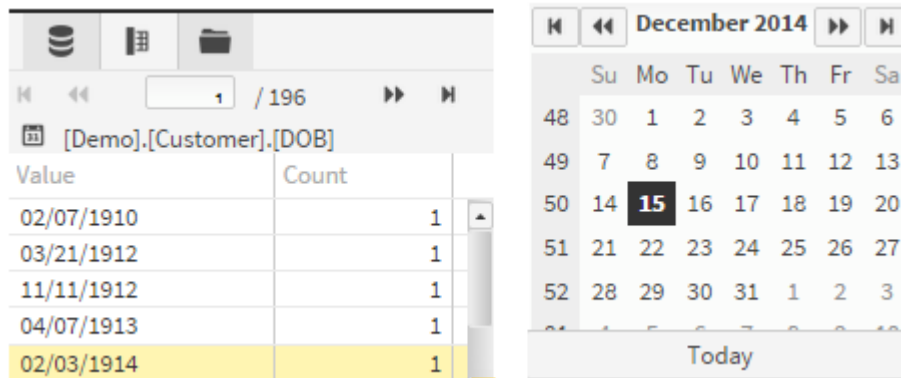 1 / 196
[Demo].[Customer].[DOB]
Value Count
02/07/1910 1
03/21/1912 1
11/11/1912 1
04/07/1913 1
02/03/1914 1
December 2014
Su Mo Tu We Th Fr Sa
48 30 1 2 3 4 5 6
49 7 8 9 10 11 12 13
50 14 15 16 17 18 19 20
51 21 22 23 24 25 26 27
52 28 29 30 31 1 2 3
Today